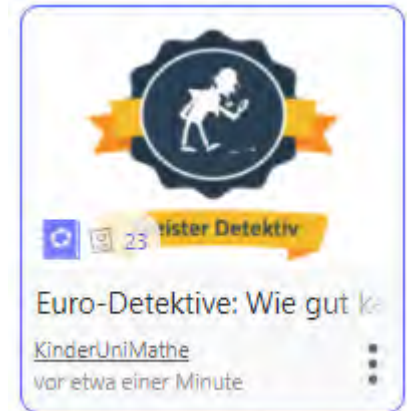 23 eister Detektiv
Euro-Detektive: Wie gut
KinderUniMathe
vor etwa einer Minute